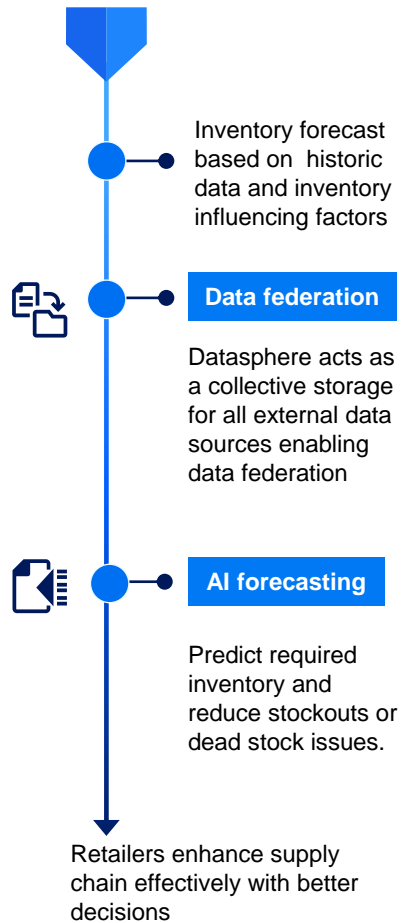 Inventory forecast
based on historic
data and inventory
influencing factors
Data federation
Datasphere acts as
a collective storage
for all external data
sources enabling
data federation
AI forecasting
Predict required
inventory and
reduce stockouts or
dead stock issues.
Retailers enhance supply
chain effectively with better
decisions